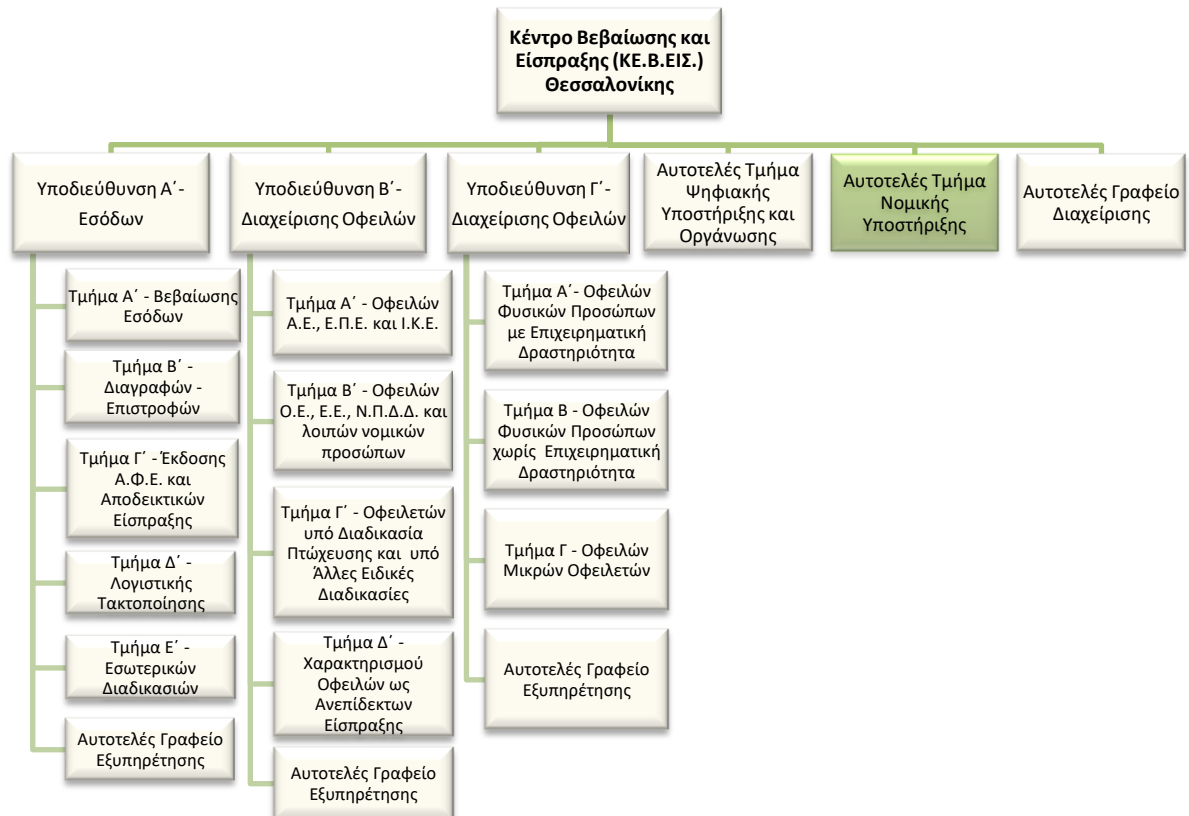 Κέντρο Βεβαίωσης και
Είσπραξης (ΚΕ.Β.ΕΙΣ.)
Θεσσαλονίκης
Υποδιεύθυνση Α΄-
Εσόδων
Τμήμα Α΄ - Βεβαίωσης
Εσόδων
Τμήμα Β΄ -
Διαγραφών -
Επιστροφών
Τμήμα Γ΄ - Έκδοσης
Α.Φ.Ε. και
Αποδεικτικών
Είσπραξης
Τμήμα Δ΄ -
Λογιστικής
Τακτοποίησης
Τμήμα Ε΄ -
Εσωτερικών
Διαδικασιών
Αυτοτελές Γραφείο
Εξυπηρέτησης
Υποδιεύθυνση Β΄-
Διαχείρισης Οφειλών
Τμήμα Α΄ - Οφειλών
Α.Ε., Ε.Π.Ε. και Ι.Κ.Ε.
Τμήμα Β΄ - Οφειλών
Ο.Ε., Ε.Ε., Ν.Π.Δ.Δ. και
λοιπών νομικών
προσώπων
Τμήμα Γ΄ - Οφειλετών
υπό Διαδικασία
Πτώχευσης και  υπό
Άλλες Ειδικές
Διαδικασίες
Τμήμα Δ΄ -
Χαρακτηρισμού
Οφειλών ως
Ανεπίδεκτων
Είσπραξης
Αυτοτελές Γραφείο
Εξυπηρέτησης
Υποδιεύθυνση Γ΄-
Διαχείρισης Οφειλών
Τμήμα Α΄- Οφειλών
Φυσικών Προσώπων
με Επιχειρηματική
Δραστηριότητα
Τμήμα Β - Οφειλών
Φυσικών Προσώπων
χωρίς  Επιχειρηματική
Δραστηριότητα
Τμήμα Γ - Οφειλών
Μικρών Οφειλετών
Αυτοτελές Γραφείο
Εξυπηρέτησης
Αυτοτελές Τμήμα
Ψηφιακής
Υποστήριξης και
Οργάνωσης
Αυτοτελές Τμήμα
Νομικής
Υποστήριξης
Αυτοτελές Γραφείο
Διαχείρισης